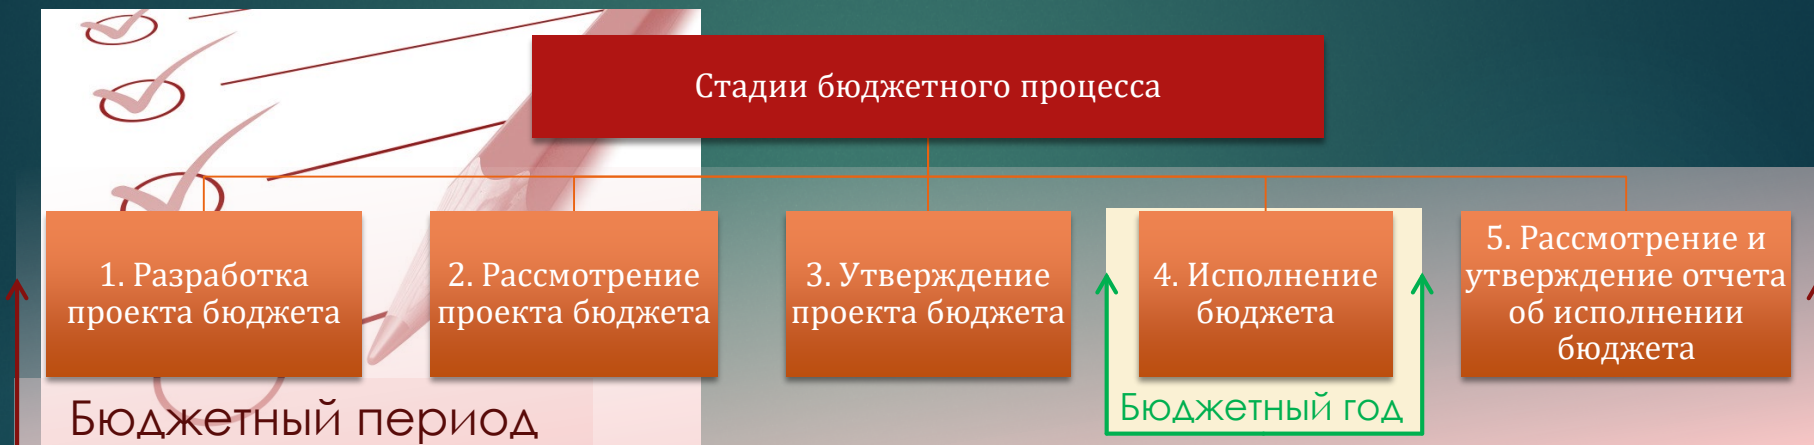 Стадии бюджетного процесса
1. Разработка
проекта бюджета
2. Рассмотрение
проекта бюджета
3. Утверждение
проекта бюджета
4. Исполнение
бюджета
5. Рассмотрение и
утверждение отчета
об исполнении
бюджета
Бюджетный период
Бюджетный год